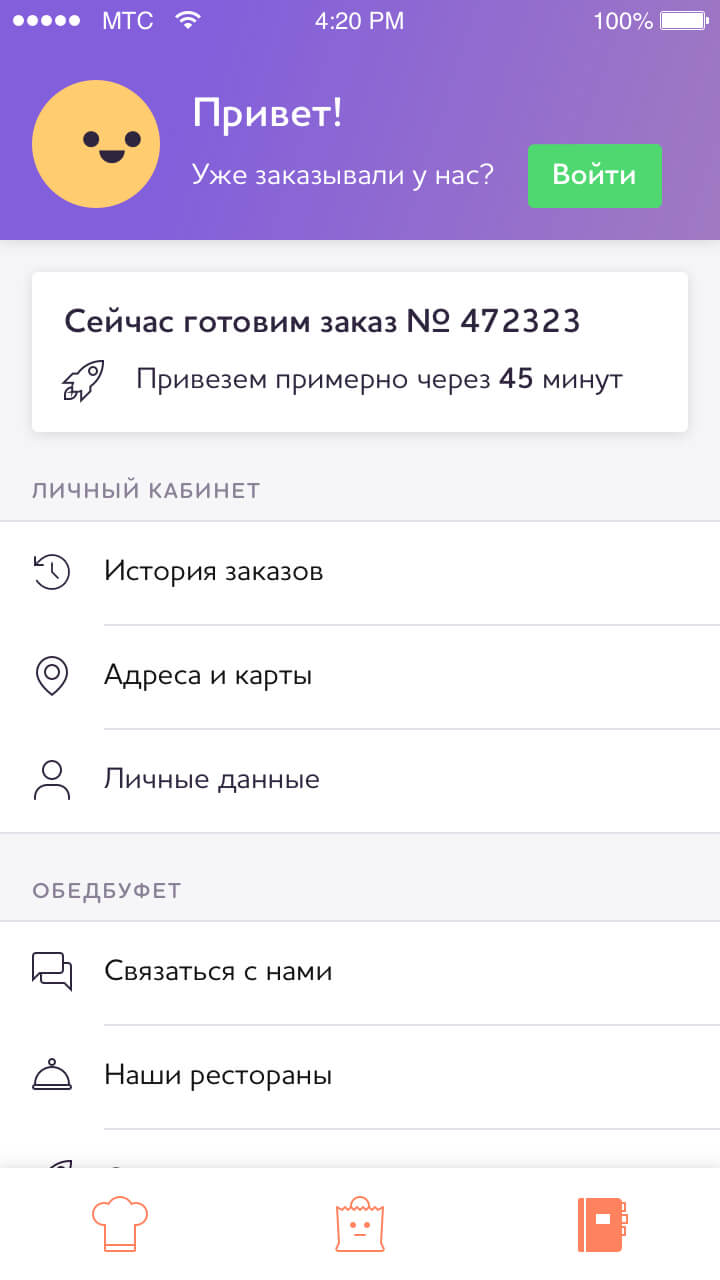 МТС 4:20 PM 100%
Привет!
Уже заказывали у нас? Войти
Сейчас готовим заказ № 472323
Привезем примерно через 45 минут
ЛИЧНЫЙ КАБИНЕТ
История заказов
Адреса и карты
Личные данные
ОБЕДБУФЕТ
Связаться с нами
Наши рестораны